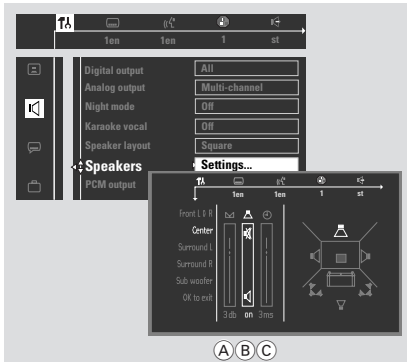 1en 1en 1 st
Digital output All
Analog output Multi-channel
Night mode Off
Karaoke vocal Off
Speaker layout Square
Speakers Settings...
PCM output
1en 1en 1 st
Front L & R
Center
Surround L
Surround R
Sub woofer
OK to exit
3db on 3ms
A B C